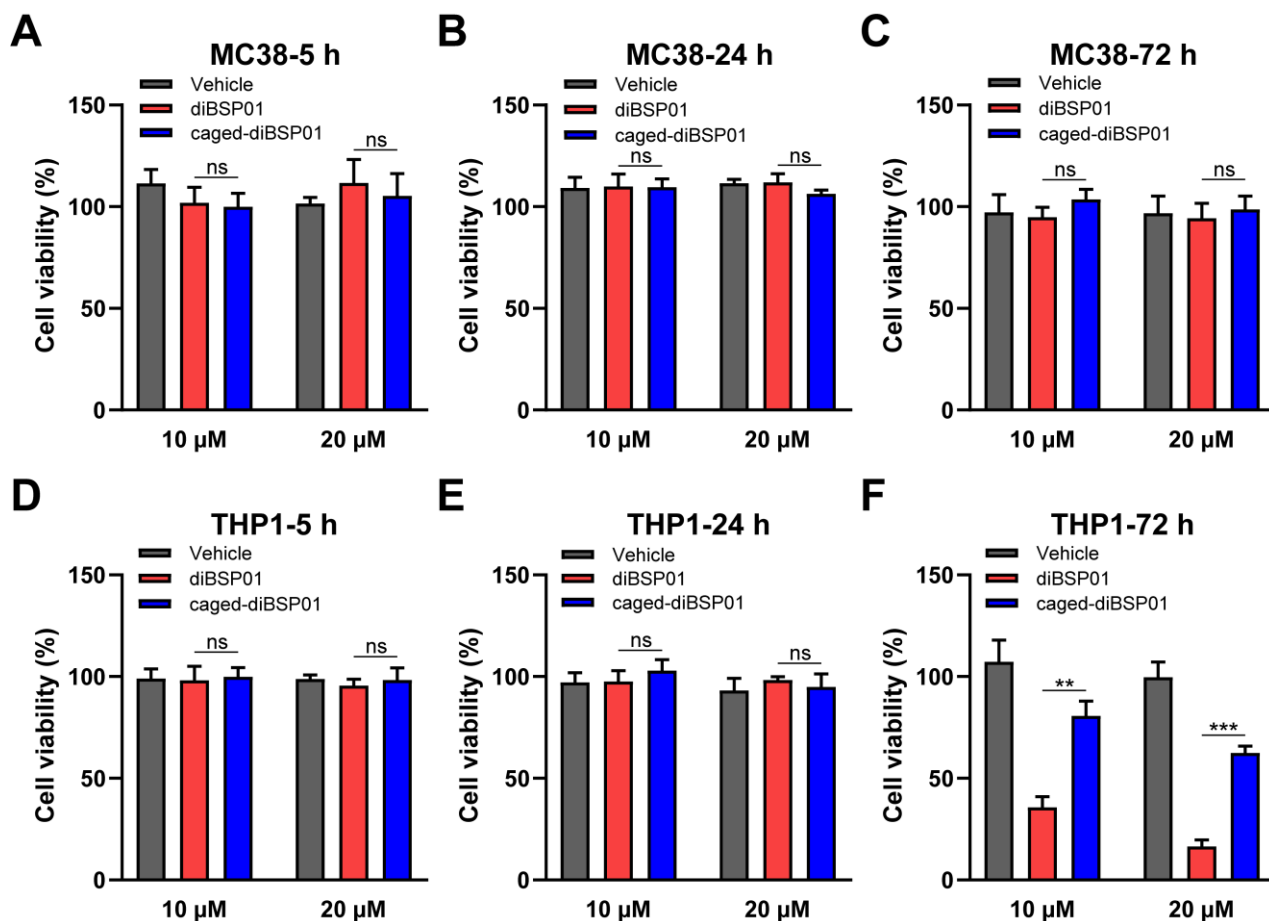 A
MC38-5 h
Vehicle
diBSP01
caged-diBSP01
Cell viability (%)
150
100
50
0
ns
ns
10 µM
20 µM
B
MC38-24 h
Vehicle
diBSP01
caged-diBSP01
Cell viability (%)
150
100
50
0
ns
ns
10 µM
20 µM
C
MC38-72 h
Vehicle
diBSP01
caged-diBSP01
Cell viability (%)
150
100
50
0
ns
ns
10 µM
20 µM
D
THP1-5 h
Vehicle
diBSP01
caged-diBSP01
Cell viability (%)
150
100
50
0
ns
ns
10 µM
20 µM
E
THP1-24 h
Vehicle
diBSP01
caged-diBSP01
Cell viability (%)
150
100
50
0
ns
ns
10 µM
20 µM
F
THP1-72 h
Vehicle
diBSP01
caged-diBSP01
Cell viability (%)
150
100
50
0
**
***
10 µM
20 µM